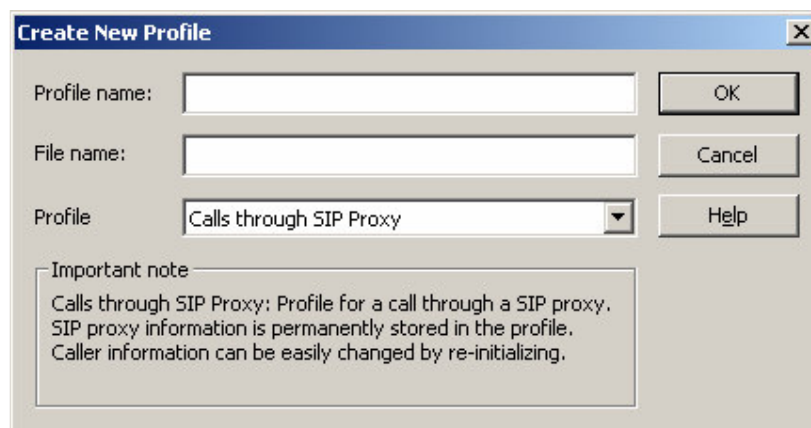 Create New Profile
Profile name:
OK
File name:
Cancel
Profile
Calls through SIP Proxy
Help
Important note
Calls through SIP Proxy: Profile for a call through a SIP proxy.
SIP proxy information is permanently stored in the profile.
Caller information can be easily changed by re-initializing.